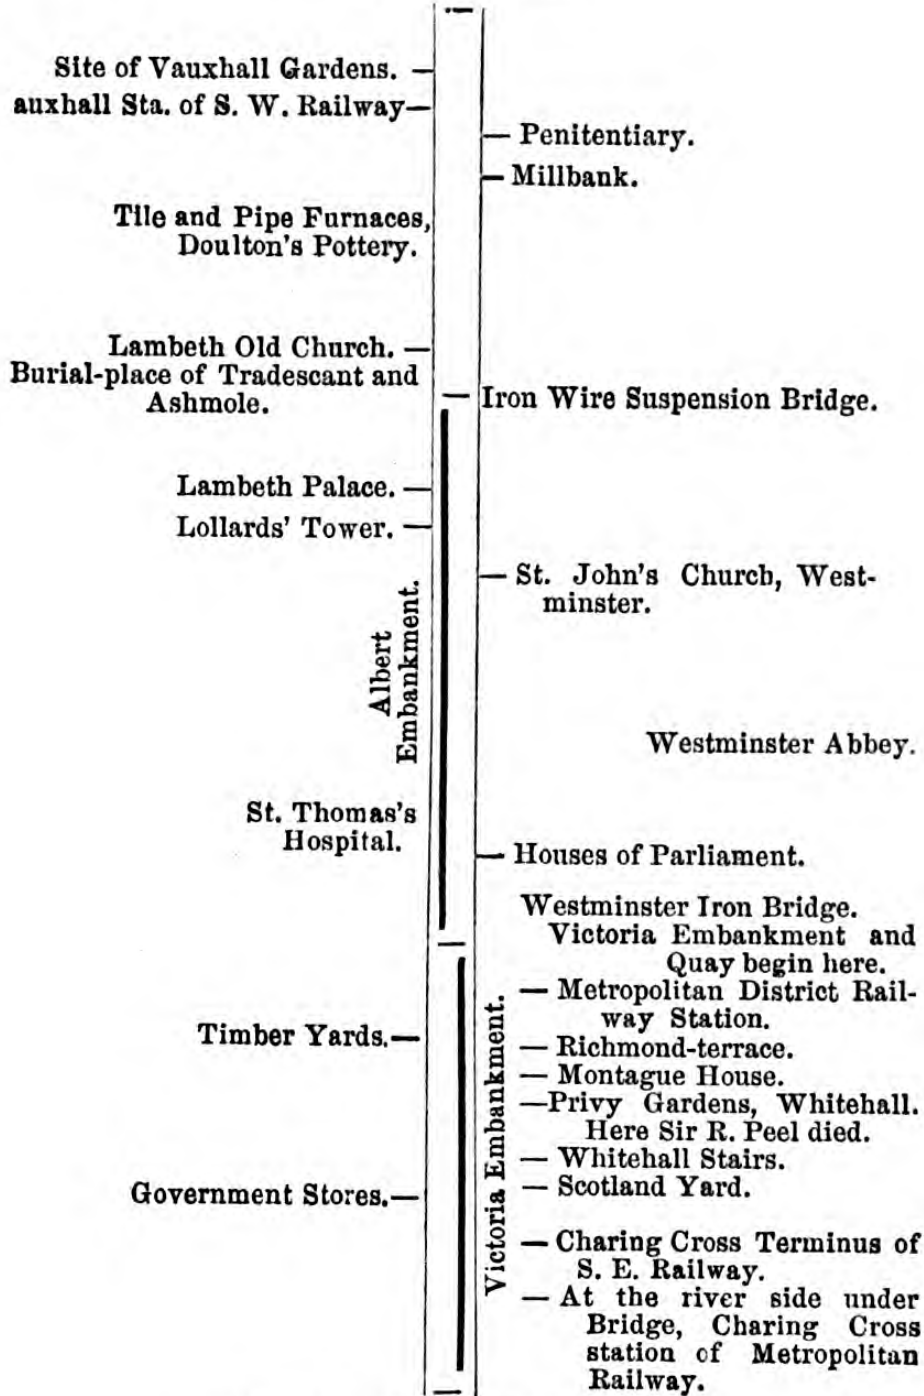 Site of Vauxhall Gardens. —
auxhall Sta. of S. W. Railway—
— Penitentiary.
— Millbank.
Tile and Pipe Furnaces,
Doulton's Pottery.
Lambeth Old Church. —
Burial-place of Tradescant and
Ashmole.
— Iron Wire Suspension Bridge.
Lambeth Palace. —
Lollards' Tower. —
— St. John's Church, West-
minster.
Albert
Embankment.
Westminster Abbey.
St. Thomas's
Hospital.
— Houses of Parliament.
Westminster Iron Bridge.
Victoria Embankment and
Quay begin here.
Victoria Embankment.
— Metropolitan District Rail-
way Station.
Timber Yards.—
— Richmond-terrace.
— Montague House.
—Privy Gardens, Whitehall.
Here Sir R. Peel died.
— Whitehall Stairs.
— Scotland Yard.
Government Stores.—
— Charing Cross Terminus of
S. E. Railway.
— At the river side under
Bridge, Charing Cross
station of Metropolitan
Railway.